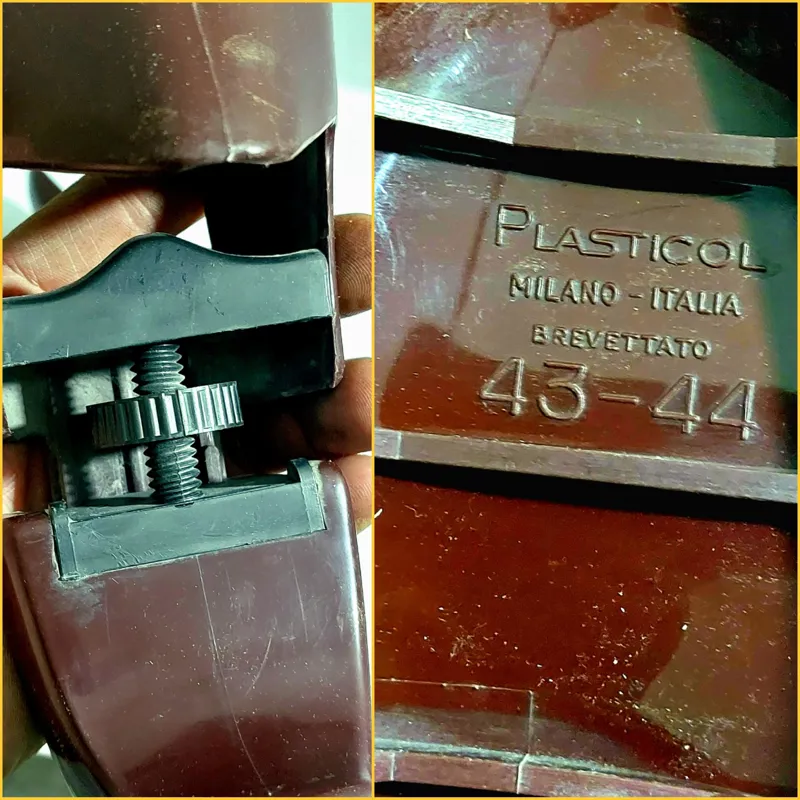 PLASTICOL
MILANO - ITALIA
BREVETTATO
43-44